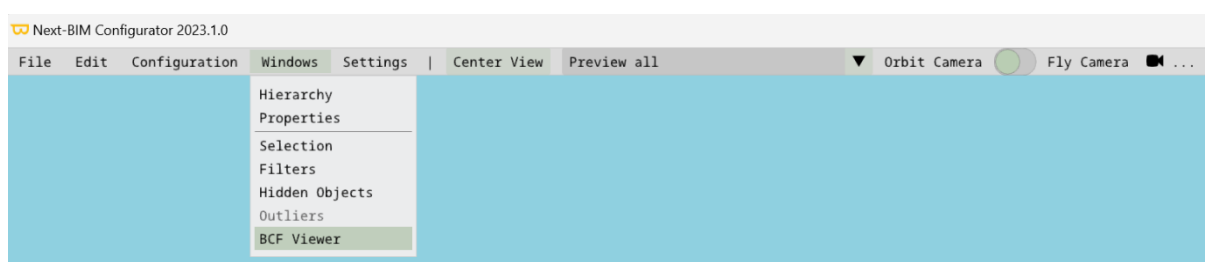 Next-BIM Configurator 2023.1.0
File Edit Configuration Windows Settings | Center View Preview all ▼ Orbit Camera Fly Camera ...
Hierarchy
Properties
Selection
Filters
Hidden Objects
Outliers
BCF Viewer